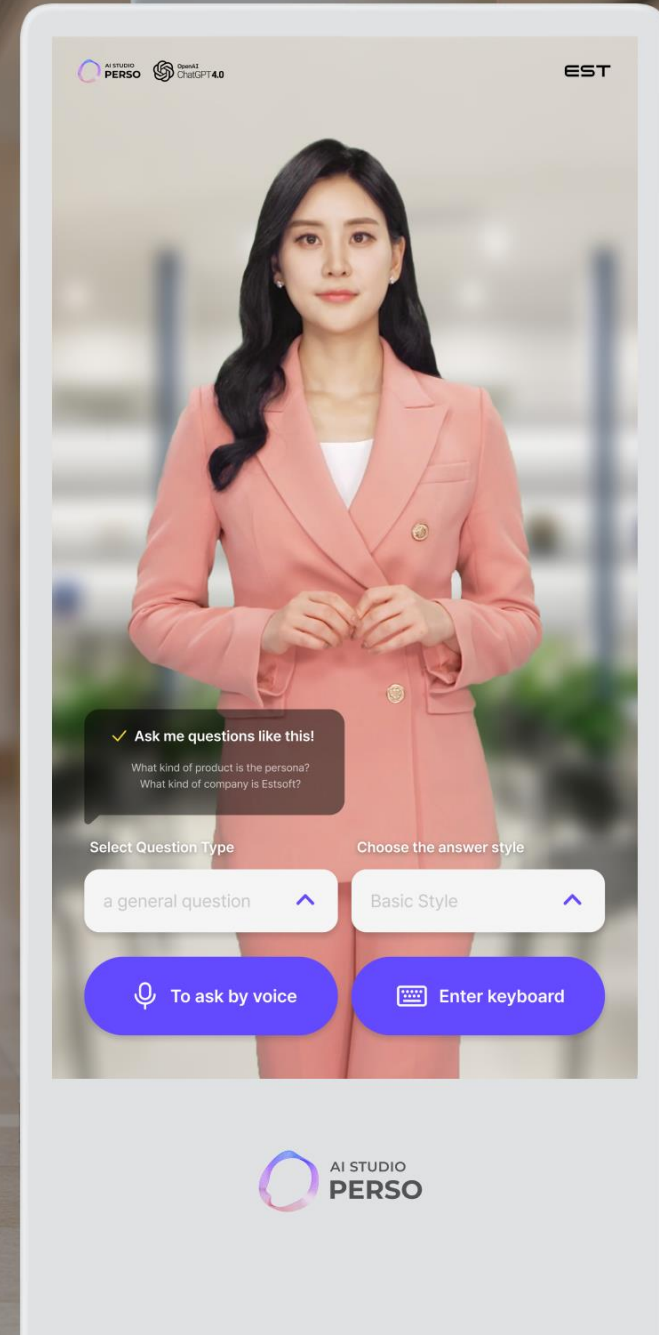 AI STUDIO
PERSO
OpenAI
ChatGPT 4.0
EST
Ask me questions like this!
What kind of product is the persona?
What kind of company is Estsoft?
Select Question Type
Choose the answer style
a general question
Basic Style
To ask by voice
Enter keyboard
AI STUDIO
PERSO